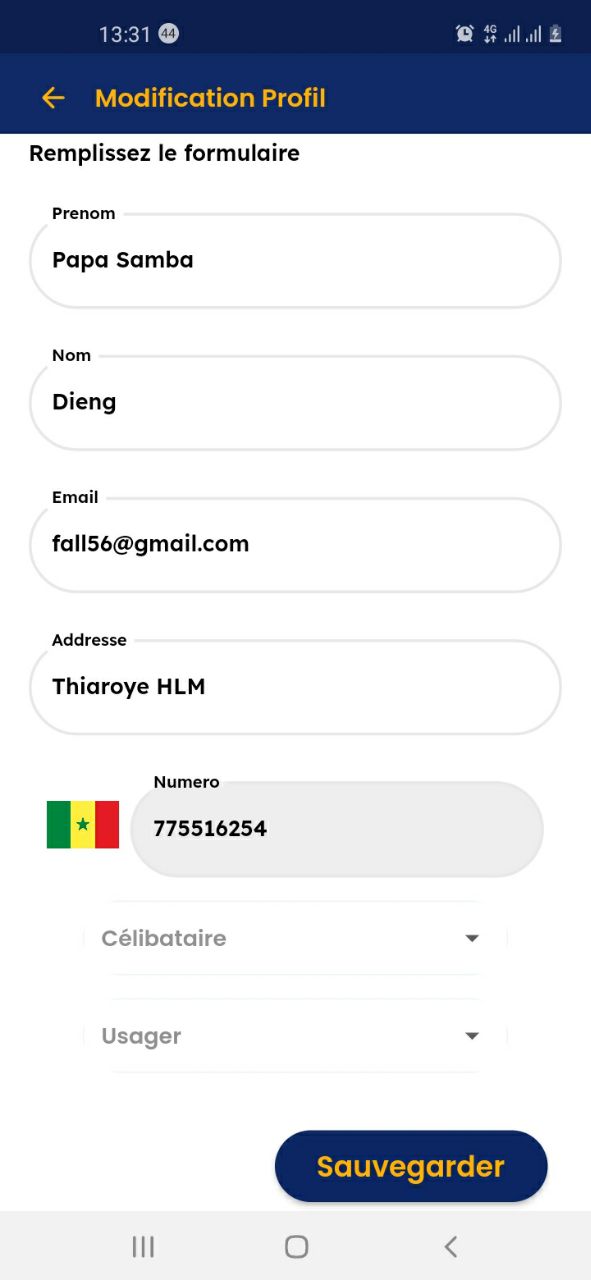 13:31 44 4G
Modification Profil
Remplissez le formulaire
Prenom
Papa Samba
Nom
Dieng
Email
fall56@gmail.com
Addresse
Thiaroye HLM
Numero
775516254
Célibataire
Usager
Sauvegarder